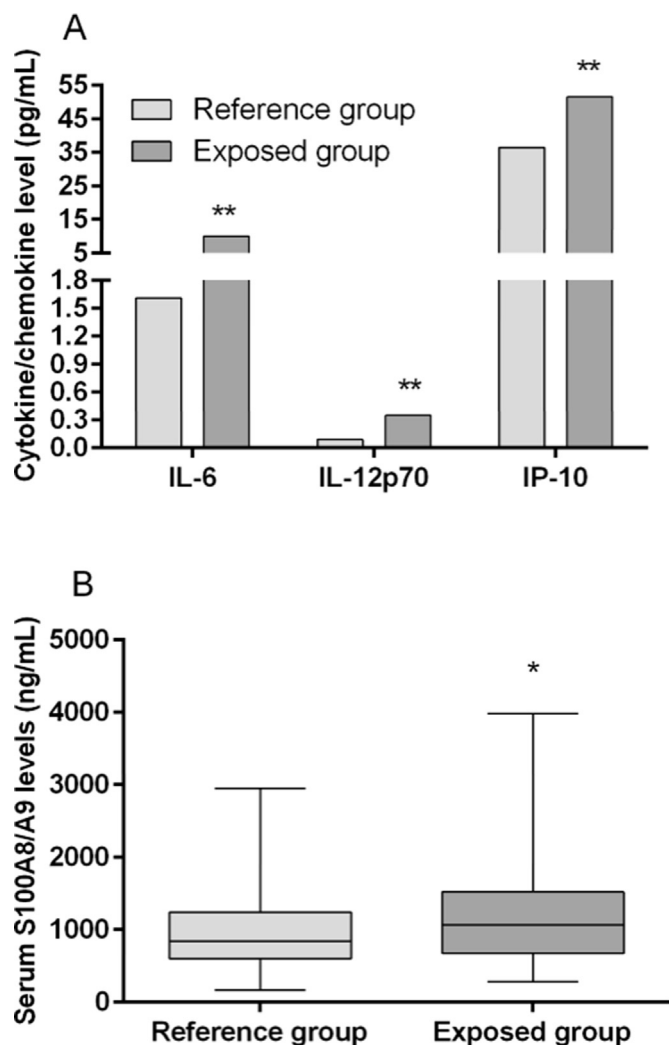 A
Cytokine/chemokine level (pg/mL)
55
45
35
25
15
5
1.8
1.5
1.2
0.9
0.6
0.3
0.0
Reference group
Exposed group
**
**
**
IL-6 IL-12p70 IP-10
B
Serum S100A8/A9 levels (ng/mL)
5000
4000
3000
2000
1000
0
*
Reference group Exposed group